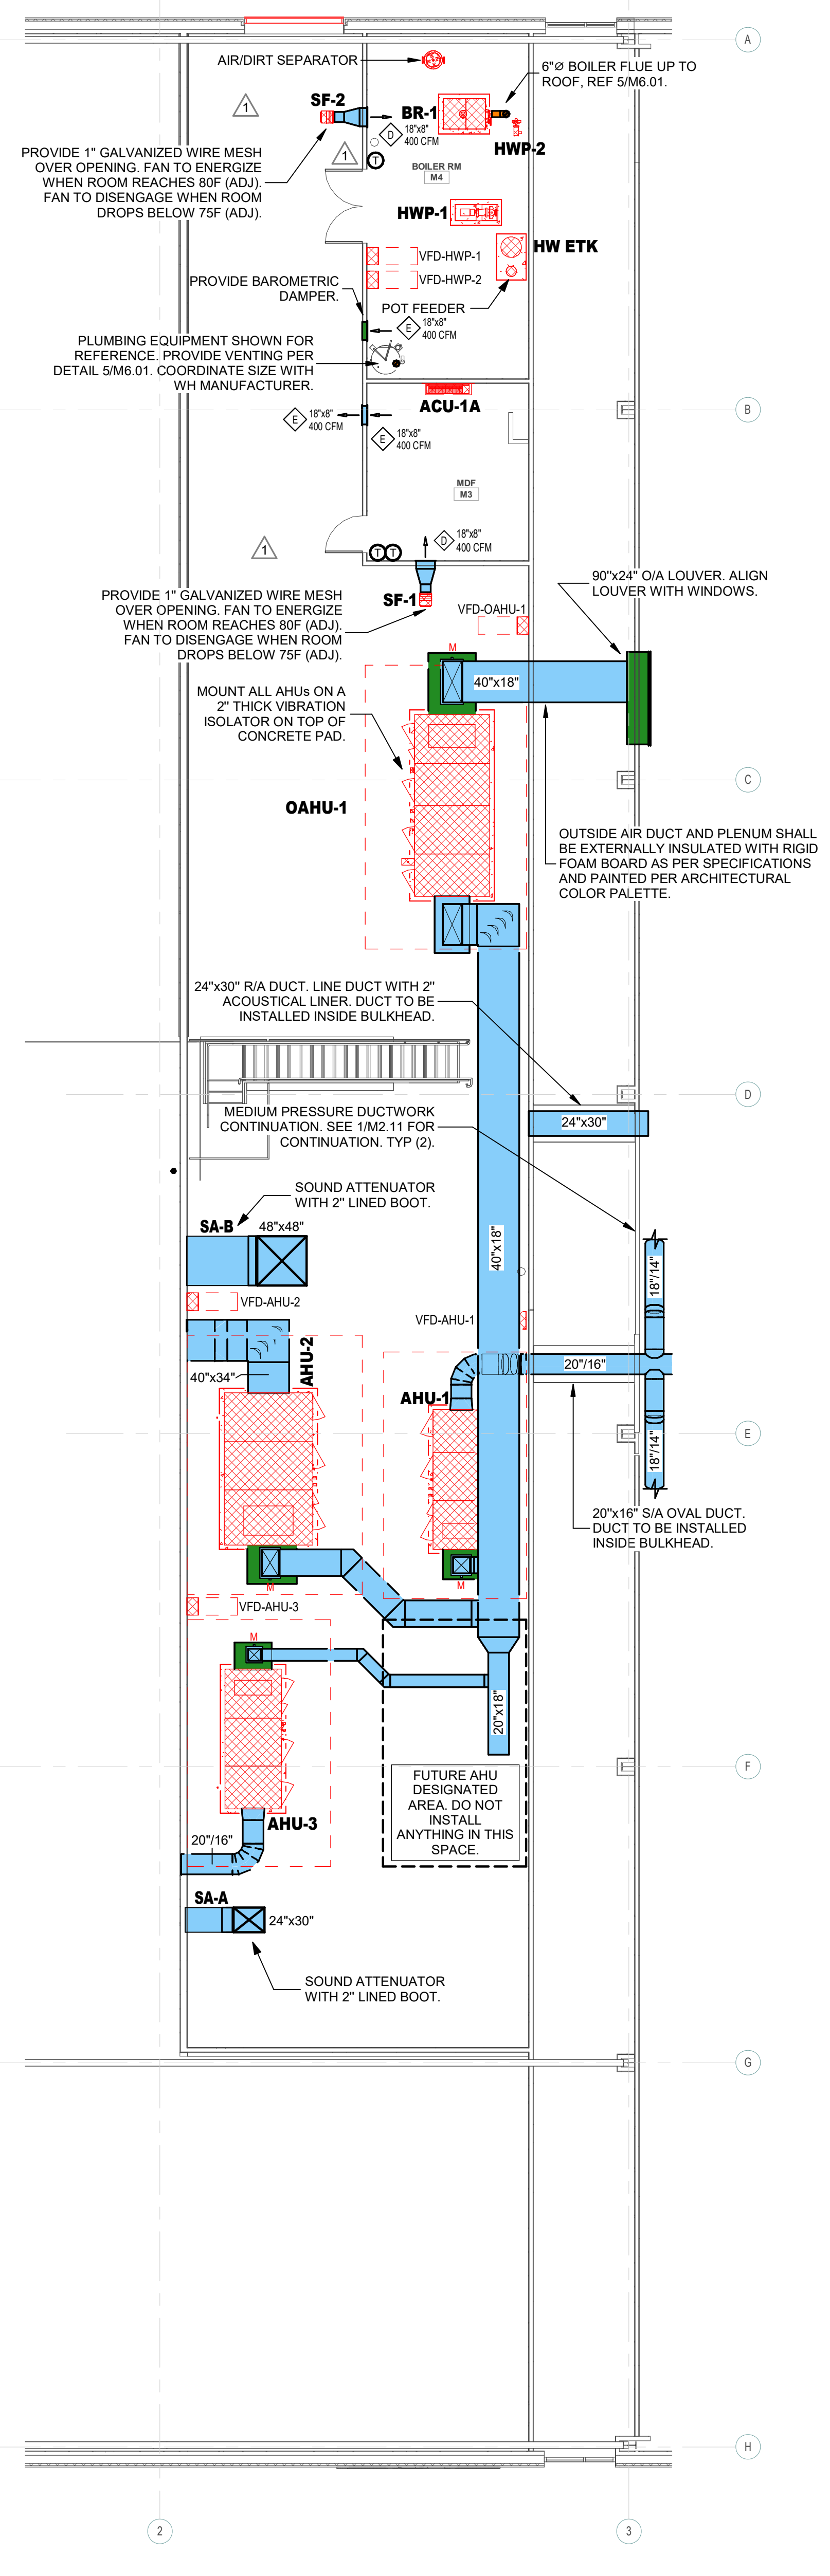 A
AIR/DIRT SEPARATOR
6"Ø BOILER FLUE UP TO
ROOF, REF 5/M6.01.
1
SF-2
BR-1
D
18"x8"
400 CFM
HWP-2
PROVIDE 1" GALVANIZED WIRE MESH
OVER OPENING. FAN TO ENERGIZE
WHEN ROOM REACHES 80F (ADJ).
FAN TO DISENGAGE WHEN ROOM
DROPS BELOW 75F (ADJ).
1
T
BOILER RM
M4
HWP-1
HW ETK
VFD-HWP-1
VFD-HWP-2
PROVIDE BAROMETRIC
DAMPER.
POT FEEDER
E
18"x8"
400 CFM
PLUMBING EQUIPMENT SHOWN FOR
REFERENCE. PROVIDE VENTING PER
DETAIL 5/M6.01. COORDINATE SIZE WITH
WH MANUFACTURER.
ACU-1A
B
E
18"x8"
400 CFM
E
18"x8"
400 CFM
MDF
M3
1
T T
D
18"x8"
400 CFM
90"x24" O/A LOUVER. ALIGN
LOUVER WITH WINDOWS.
PROVIDE 1" GALVANIZED WIRE MESH
OVER OPENING. FAN TO ENERGIZE
WHEN ROOM REACHES 80F (ADJ).
FAN TO DISENGAGE WHEN ROOM
DROPS BELOW 75F (ADJ).
SF-1
VFD-OAHU-1
M
40"x18"
MOUNT ALL AHUs ON A
2" THICK VIBRATION
ISOLATOR ON TOP OF
CONCRETE PAD.
C
OAHU-1
OUTSIDE AIR DUCT AND PLENUM SHALL
BE EXTERNALLY INSULATED WITH RIGID
FOAM BOARD AS PER SPECIFICATIONS
AND PAINTED PER ARCHITECTURAL
COLOR PALETTE.
24"x30" R/A DUCT. LINE DUCT WITH 2"
ACOUSTICAL LINER. DUCT TO BE
INSTALLED INSIDE BULKHEAD.
D
24"x30"
MEDIUM PRESSURE DUCTWORK
CONTINUATION. SEE 1/M2.11 FOR
CONTINUATION. TYP (2).
SOUND ATTENUATOR
WITH 2" LINED BOOT.
SA-B
48"x48"
40"x18"
18"/14"
VFD-AHU-2
VFD-AHU-1
AHU-2
20"/16"
40"x34"
AHU-1
E
18"/14"
20"x16" S/A OVAL DUCT.
DUCT TO BE INSTALLED
INSIDE BULKHEAD.
M
M
VFD-AHU-3
M
20"x18"
F
FUTURE AHU
DESIGNATED
AREA. DO NOT
INSTALL
ANYTHING IN THIS
SPACE.
AHU-3
20"/16"
SA-A
24"x30"
SOUND ATTENUATOR
WITH 2" LINED BOOT.
G
H
2
3